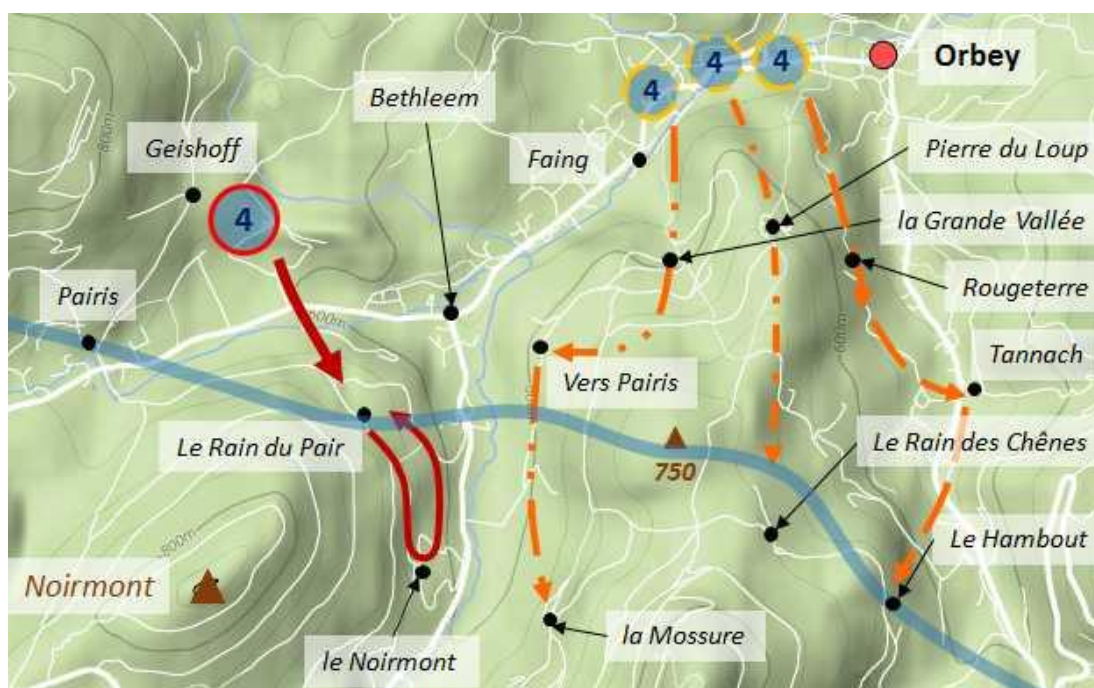 4
4
4
Orbey
Bethleem
Geishoff
Faing
Pierre du Loup
4
la Grande Vallée
Pairis
600m
Rougeterre
Tannach
Vers Pairis
Le Rain du Pair
Le Rain des Chênes
750
800m
Le Hambout
Noirmont
la Mossure
le Noirmont